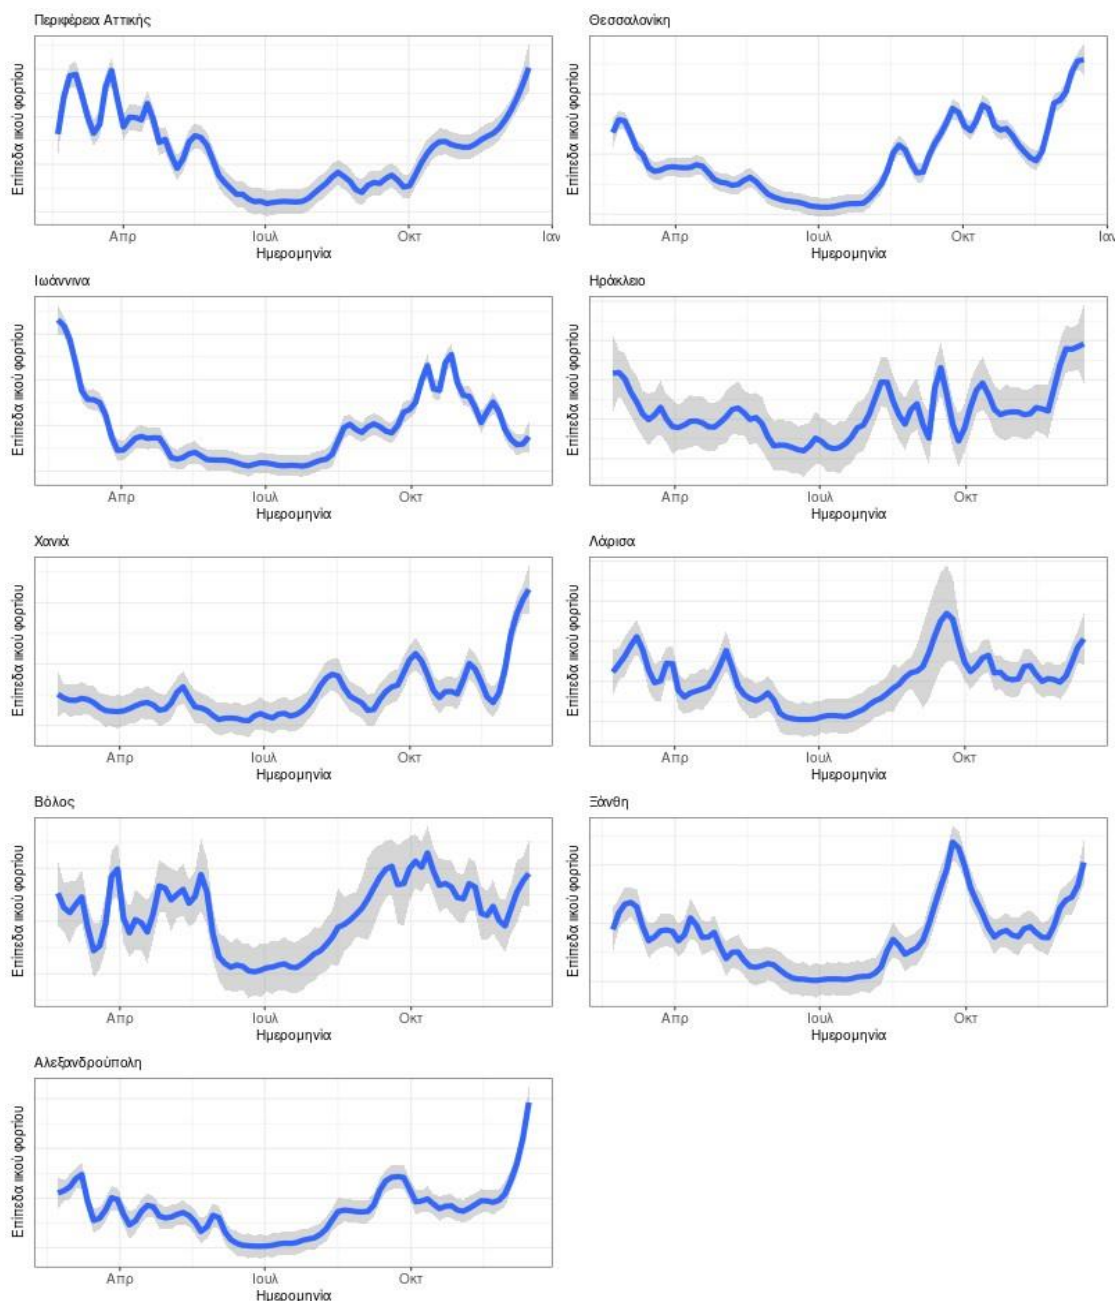 Περιφέρεια Αττικής
Επίπεδα ιικού φορτίου
Απρ Ιουλ Οκτ Ιαν
Ημερομηνία
Θεσσαλονίκη
Επίπεδα ιικού φορτίου
Απρ Ιουλ Οκτ Ιαν
Ημερομηνία
Ιωάννινα
Επίπεδα ιικού φορτίου
Απρ Ιουλ Οκτ
Ημερομηνία
Ηράκλειο
Επίπεδα ιικού φορτίου
Απρ Ιουλ Οκτ
Ημερομηνία
Χανιά
Επίπεδα ιικού φορτίου
Απρ Ιουλ Οκτ
Ημερομηνία
Λάρισα
Επίπεδα ιικού φορτίου
Απρ Ιουλ Οκτ
Ημερομηνία
Βόλος
Επίπεδα ιικού φορτίου
Απρ Ιουλ Οκτ
Ημερομηνία
Ξάνθη
Επίπεδα ιικού φορτίου
Απρ Ιουλ Οκτ
Ημερομηνία
Αλεξανδρούπολη
Επίπεδα ιικού φορτίου
Απρ Ιουλ Οκτ
Ημερομηνία